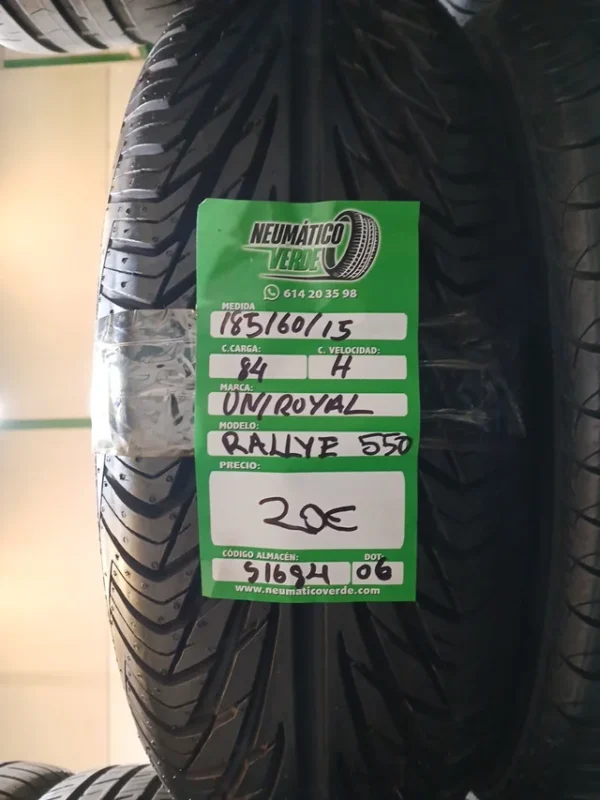 NEUMÁTICO
VERDE
614 20 35 98
MEDIDA
185/60/15
C.CARGA: C. VELOCIDAD:
84 H
MARCA:
UNIROYAL
MODELO:
RALLYE 550
PRECIO:
20€
CÓDIGO ALMACÉN: DOT:
S1684 06
www.neumaticoverde.com